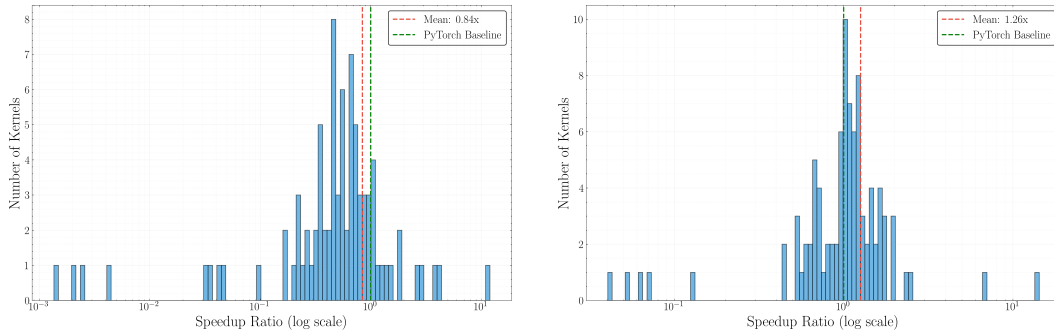 8
7
6
5
4
3
2
1
0
Number of Kernels
10⁻³
10⁻²
10⁻¹
10⁰
10¹
Speedup Ratio (log scale)
Mean: 0.84x
PyTorch Baseline
10
8
6
4
2
0
Number of Kernels
10⁻¹
10⁰
10¹
Speedup Ratio (log scale)
Mean: 1.26x
PyTorch Baseline